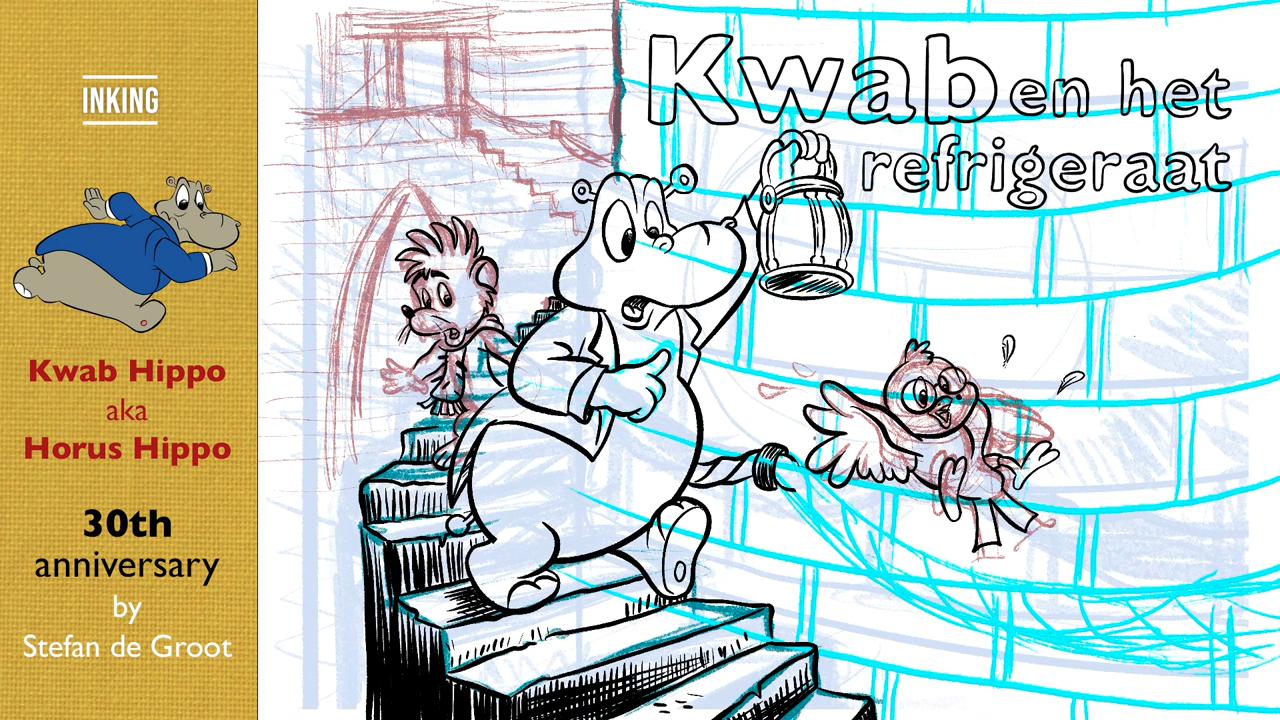 INKING
Kwab Hippo
aka
Horus Hippo
30th
anniversary
by
Stefan de Groot
Kwab en het
refrigeraat